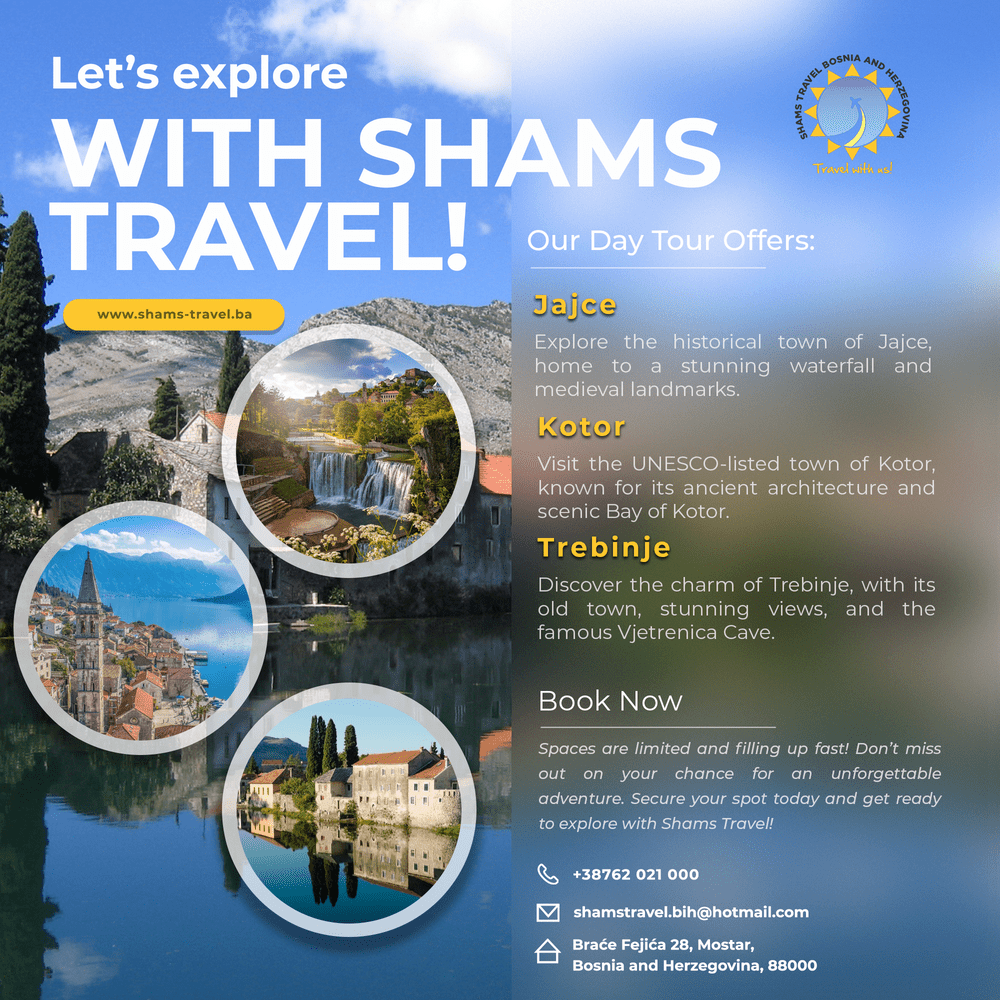 Let's explore
WITH SHAMS
TRAVEL!
www.shams-travel.ba
SHAMS TRAVEL BOSNIA AND HERZEGOVINA
Travel with us!
Our Day Tour Offers:
Jajce
Explore the historical town of Jajce,
home to a stunning waterfall and
medieval landmarks.
Kotor
Visit the UNESCO-listed town of Kotor,
known for its ancient architecture and
scenic Bay of Kotor.
Trebinje
Discover the charm of Trebinje, with its
old town, stunning views, and the
famous Vjetrenica Cave.
Book Now
Spaces are limited and filling up fast! Don't miss
out on your chance for an unforgettable
adventure. Secure your spot today and get ready
to explore with Shams Travel!
+38762 021 000
shamstravel.bih@hotmail.com
Braće Fejića 28, Mostar,
Bosnia and Herzegovina, 88000